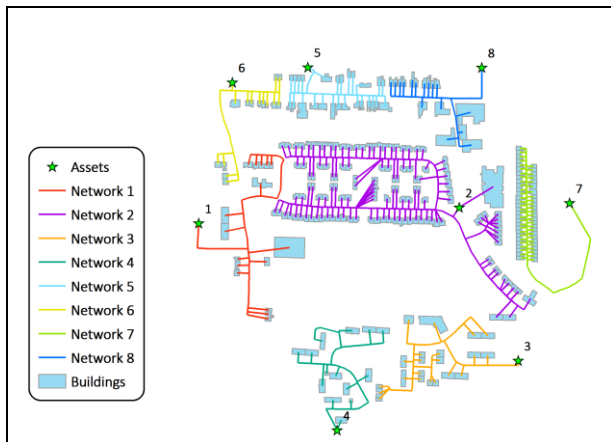 6
5
8
Assets
Network 1
Network 2
Network 3
Network 4
Network 5
Network 6
Network 7
Network 8
Buildings
1
2
7
3
4